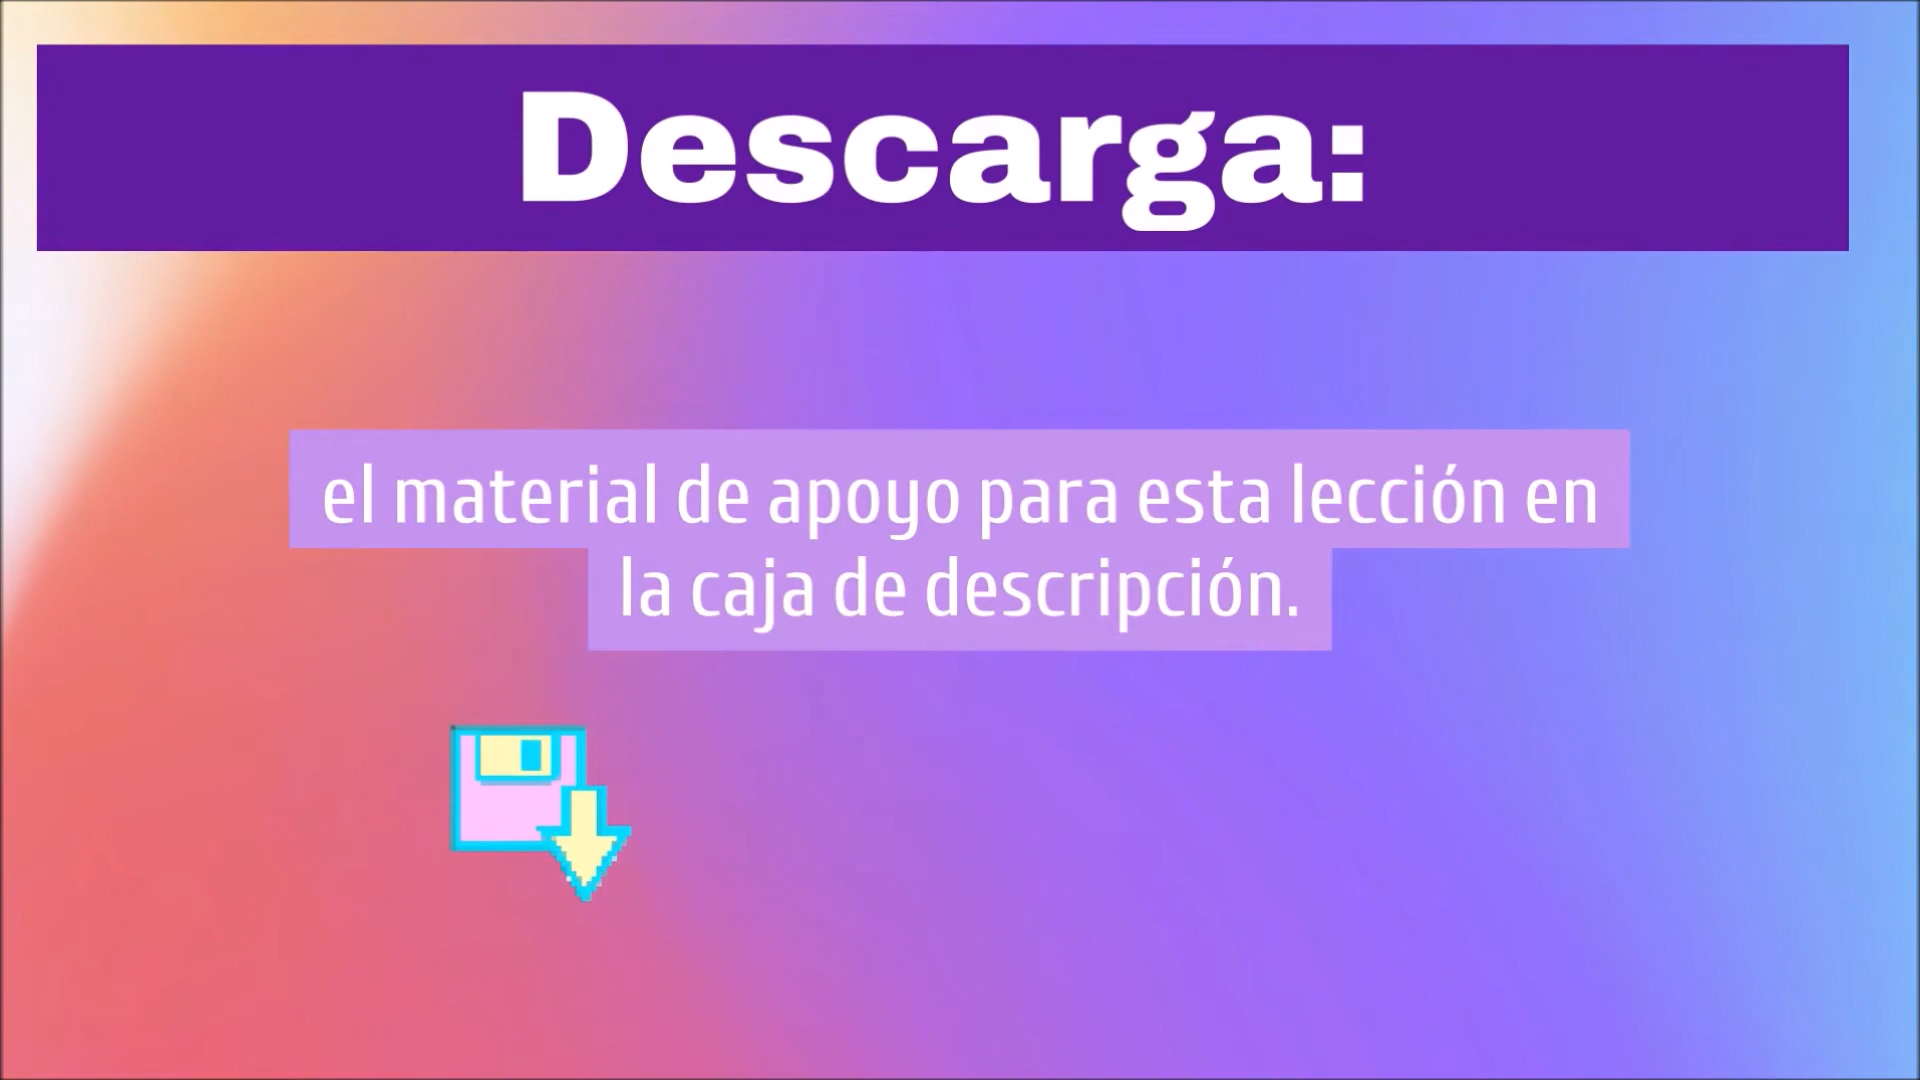 Descarga:
el material de apoyo para esta lección en
la caja de descripción.